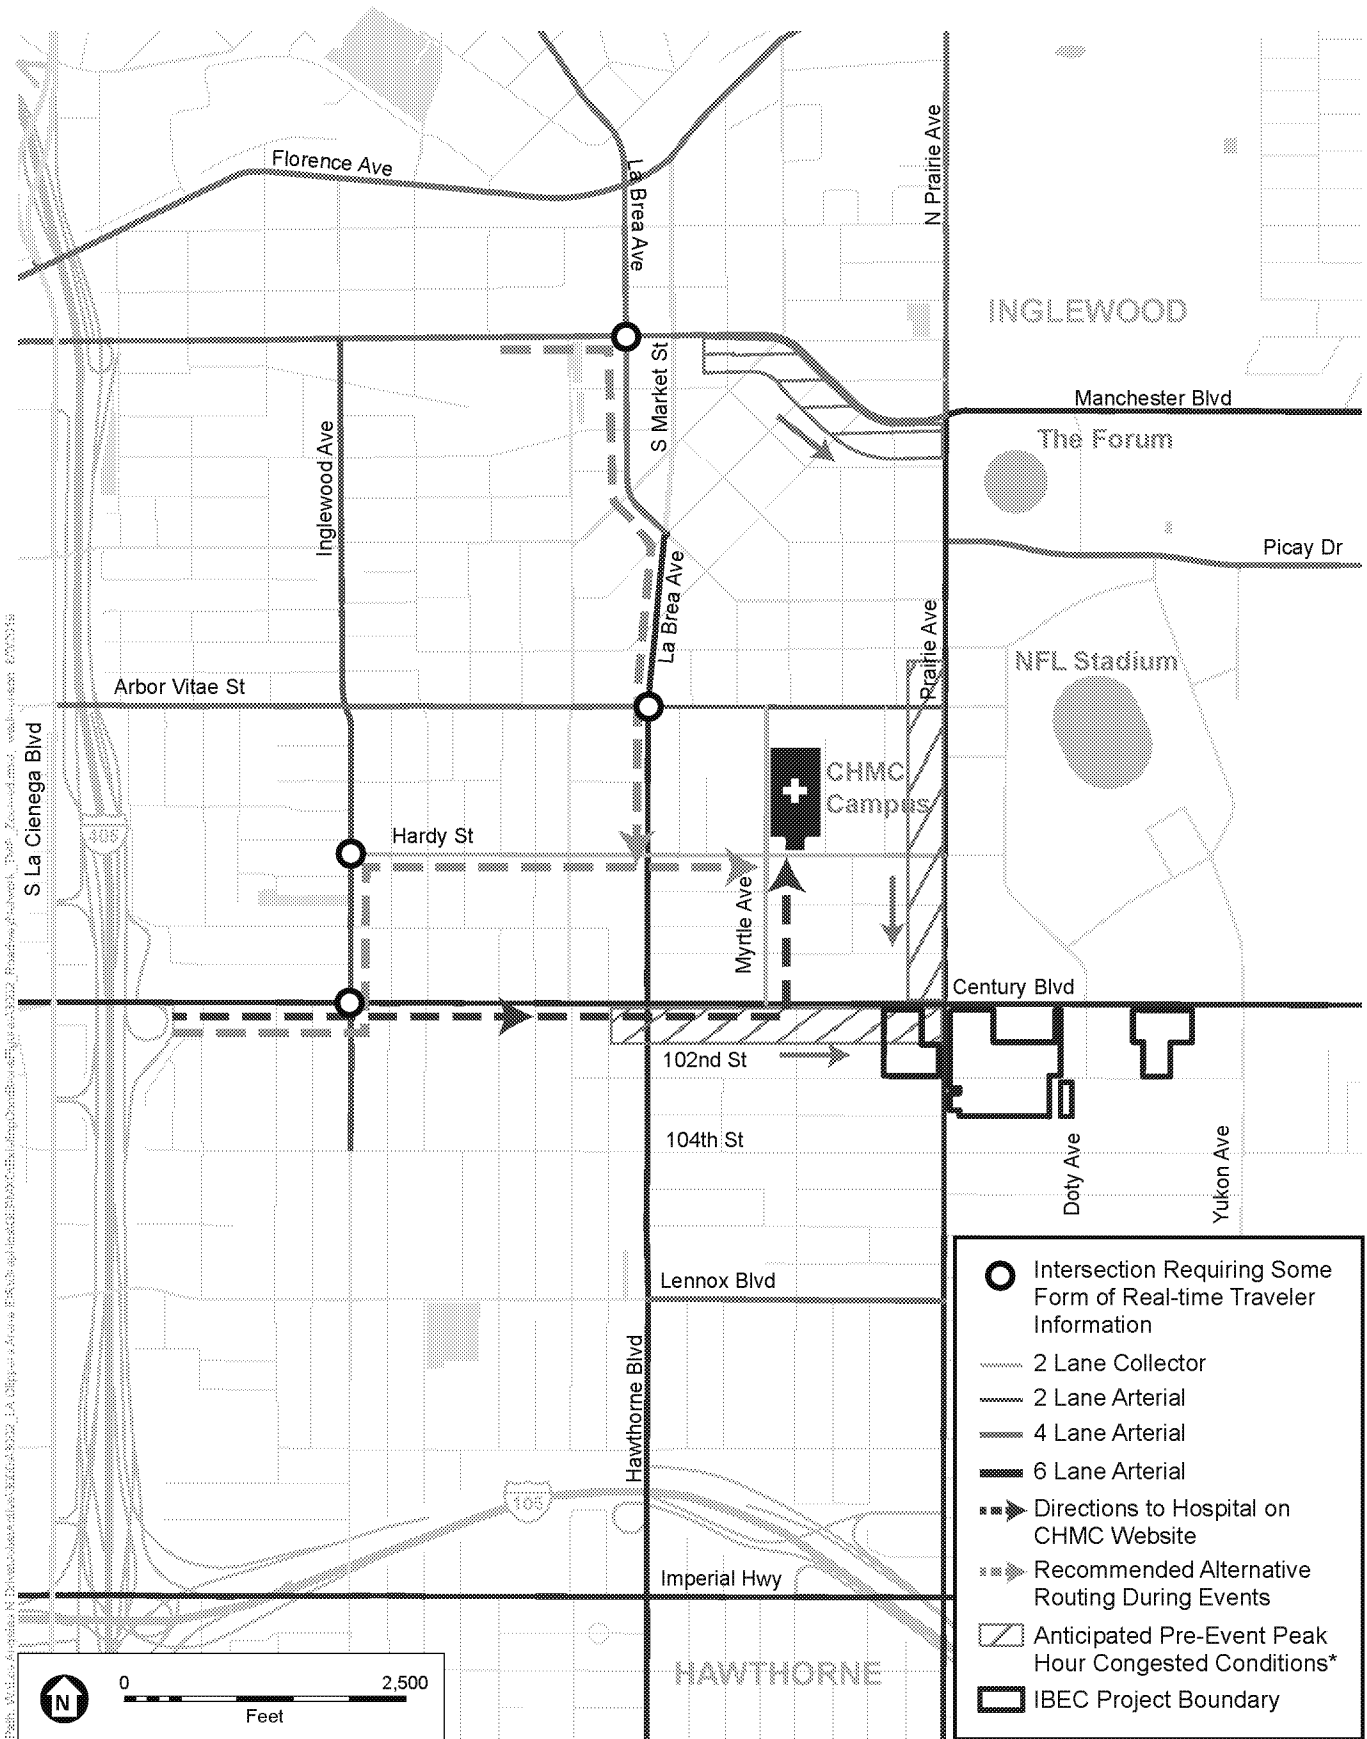 Florence Ave
La Brea Ave
N Prairie Ave
INGLEWOOD
S Market St
Manchester Blvd
The Forum
Inglewood Ave
Picay Dr
La Brea Ave
Prairie Ave
NFL Stadium
Arbor Vitae St
S La Cienega Blvd
CHMC
Campus
405
Hardy St
Myrtle Ave
Century Blvd
102nd St
104th St
Doty Ave
Yukon Ave
Lennox Blvd
Hawthorne Blvd
105
Imperial Hwy
HAWTHORNE
Intersection Requiring Some
Form of Real-time Traveler
Information
2 Lane Collector
2 Lane Arterial
4 Lane Arterial
6 Lane Arterial
Directions to Hospital on
CHMC Website
Recommended Alternative
Routing During Events
Anticipated Pre-Event Peak
Hour Congested Conditions*
IBEC Project Boundary
N
0 2,500
Feet